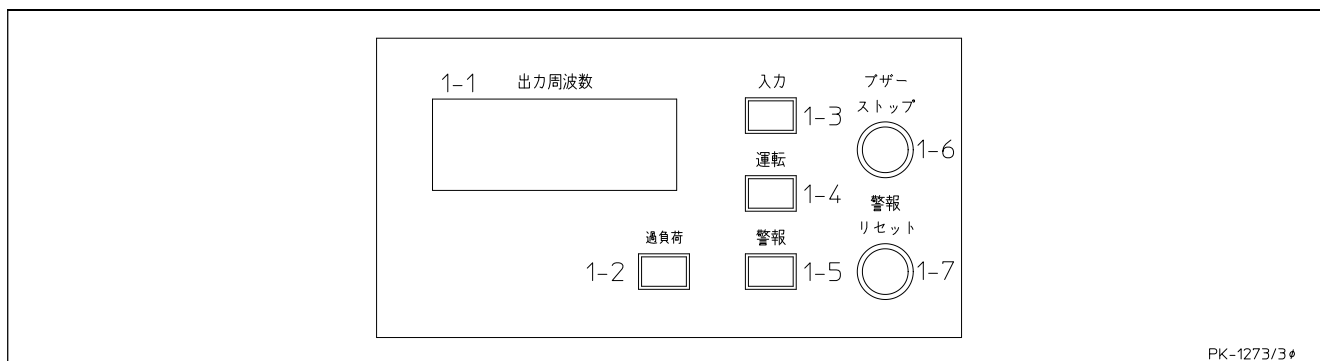 1-1 出力周波数
入力
1-3
運転
1-4
過負荷
1-2
警報
1-5
ブザー
ストップ
1-6
警報
リセット
1-7
PK-1273/3φ